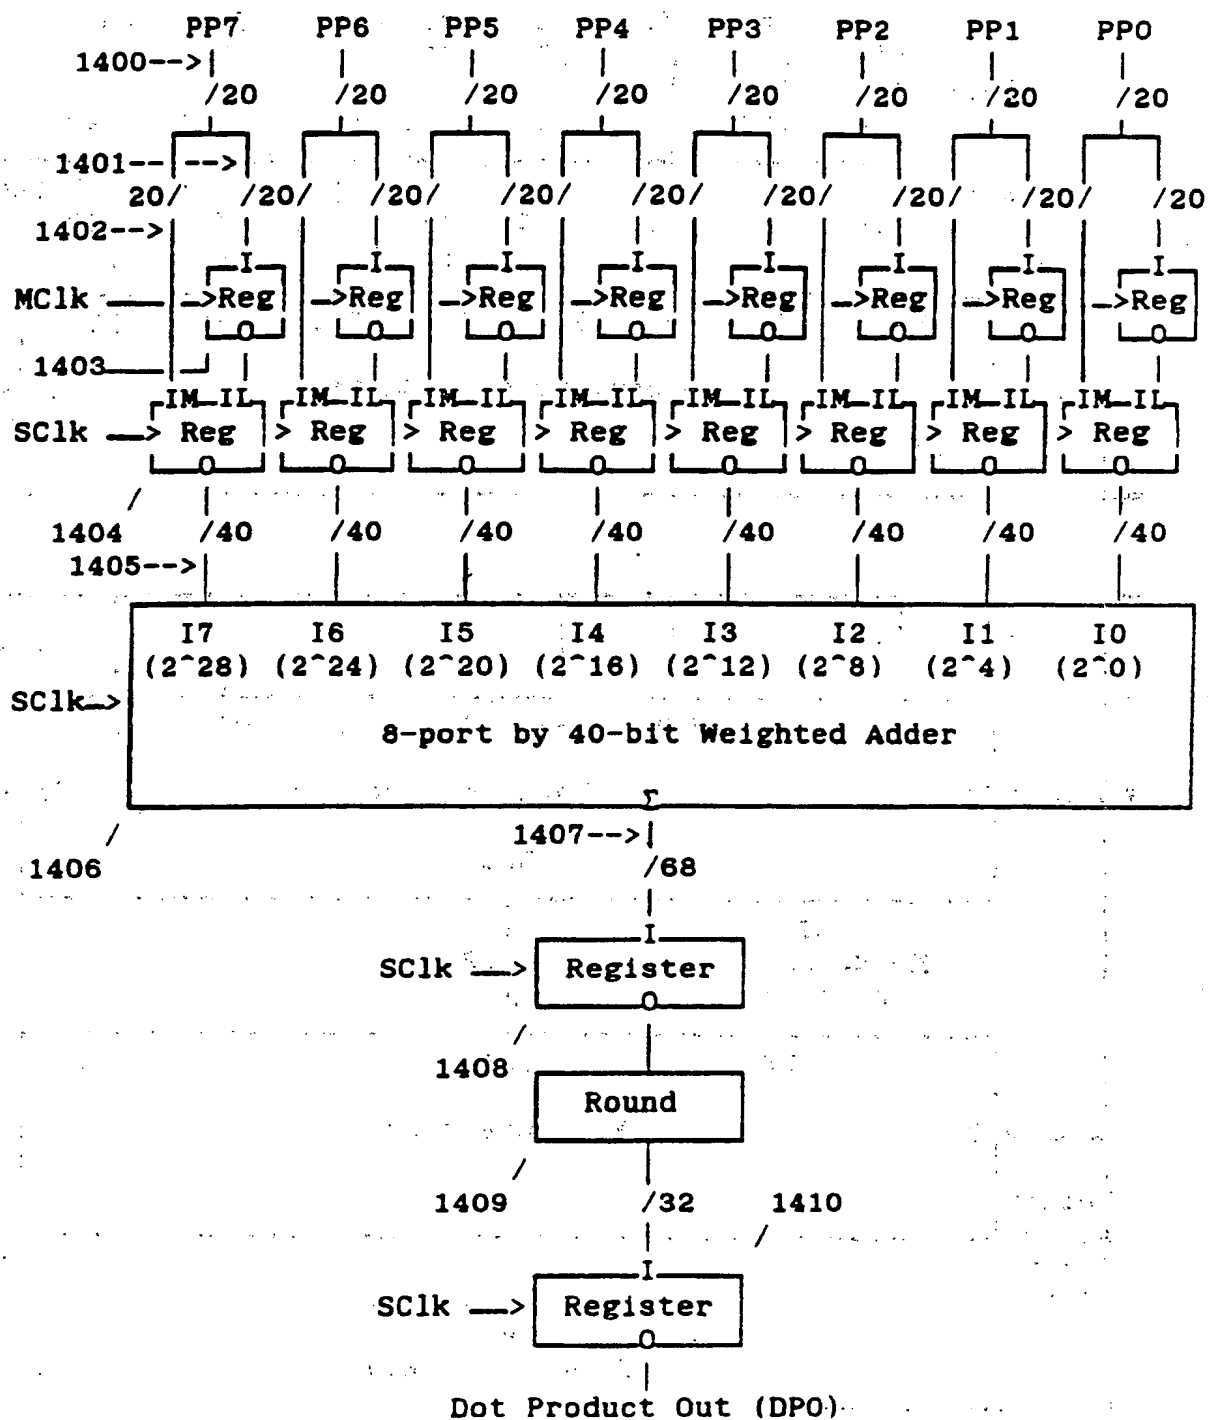 PP7 PP6 PP5 PP4 PP3 PP2 PP1 PP0
1400-->|
/20 /20 /20 /20 /20 /20 /20 /20
1401-- -->
20/ /20/ /20/ /20/ /20/ /20/ /20/ /20/ /20
1402-->
I I I I I I I I
MClk -->Reg -->Reg -->Reg -->Reg -->Reg -->Reg -->Reg -->Reg
O O O O O O O O
1403
IM IL IM IL IM IL IM IL IM IL IM IL IM IL IM IL
SClk --> Reg > Reg > Reg > Reg > Reg > Reg > Reg > Reg
O O O O O O O O
1404 /40 /40 /40 /40 /40 /40 /40 /40
1405-->
I7 I6 I5 I4 I3 I2 I1 I0
(2^28) (2^24) (2^20) (2^16) (2^12) (2^8) (2^4) (2^0)
SClk-->
8-port by 40-bit Weighted Adder
Σ
1407-->|
1406 /68
I
SClk --> Register
O
1408
Round
1409 /32 1410
I
SClk --> Register
O
Dot Product Out (DPO)